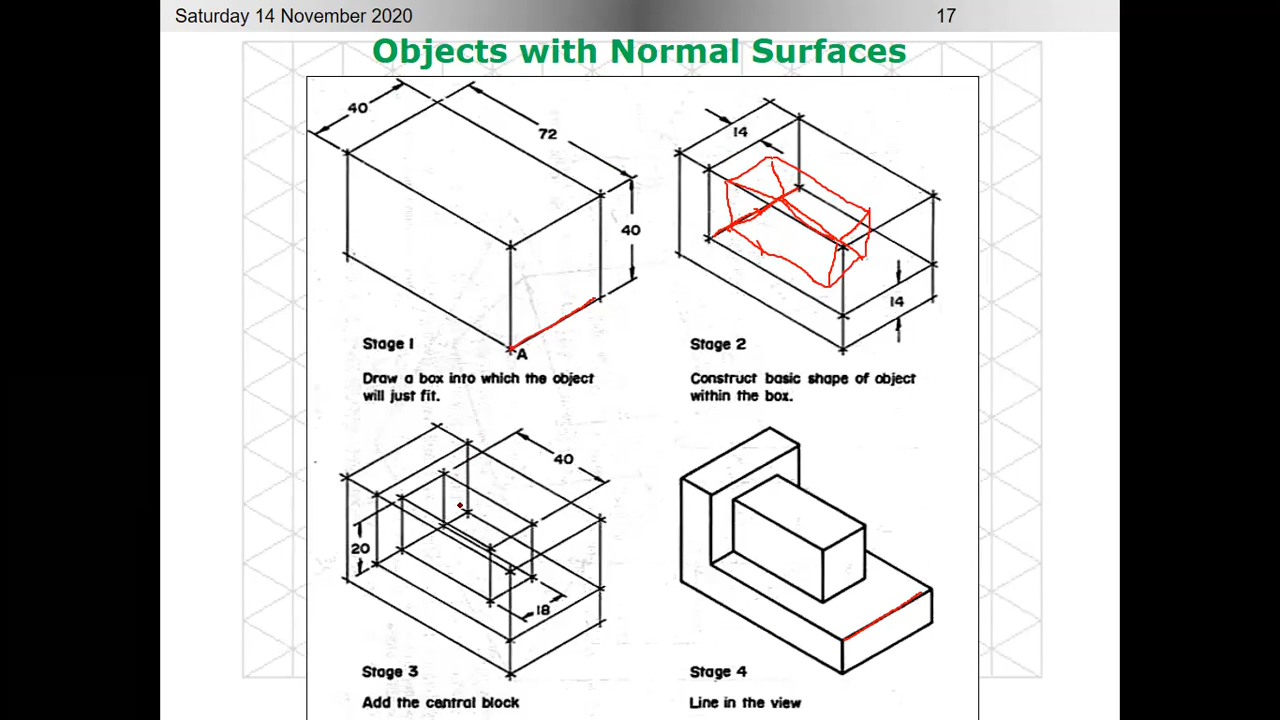 Saturday 14 November 2020
17
Objects with Normal Surfaces
40
72
40
A
Stage 1
Draw a box into which the object
will just fit.
14
14
Stage 2
Construct basic shape of object
within the box.
40
20
18
Stage 3
Add the central block
Stage 4
Line in the view